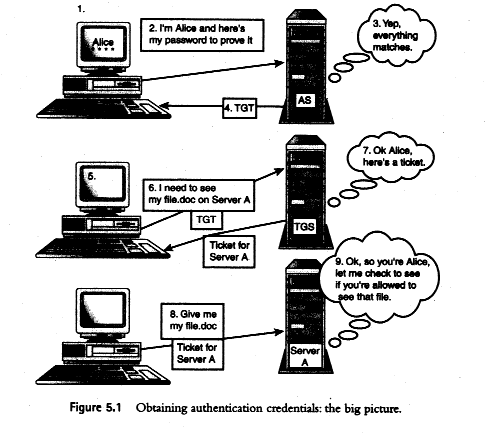 1.
Alice
* * * *
2. I'm Alice and here's
my password to prove it
3. Yep,
everything
matches.
AS
4. TGT
5.
6. I need to see
my file.doc on Server A
TGT
7. Ok Alice,
here's a ticket.
TGS
Ticket for
Server A
8. Give me
my file.doc
Ticket for
Server A
9. Ok, so you're Alice,
let me check to see
if you're allowed to
see that file.
Server
A
Figure 5.1 Obtaining authentication credentials: the big picture.